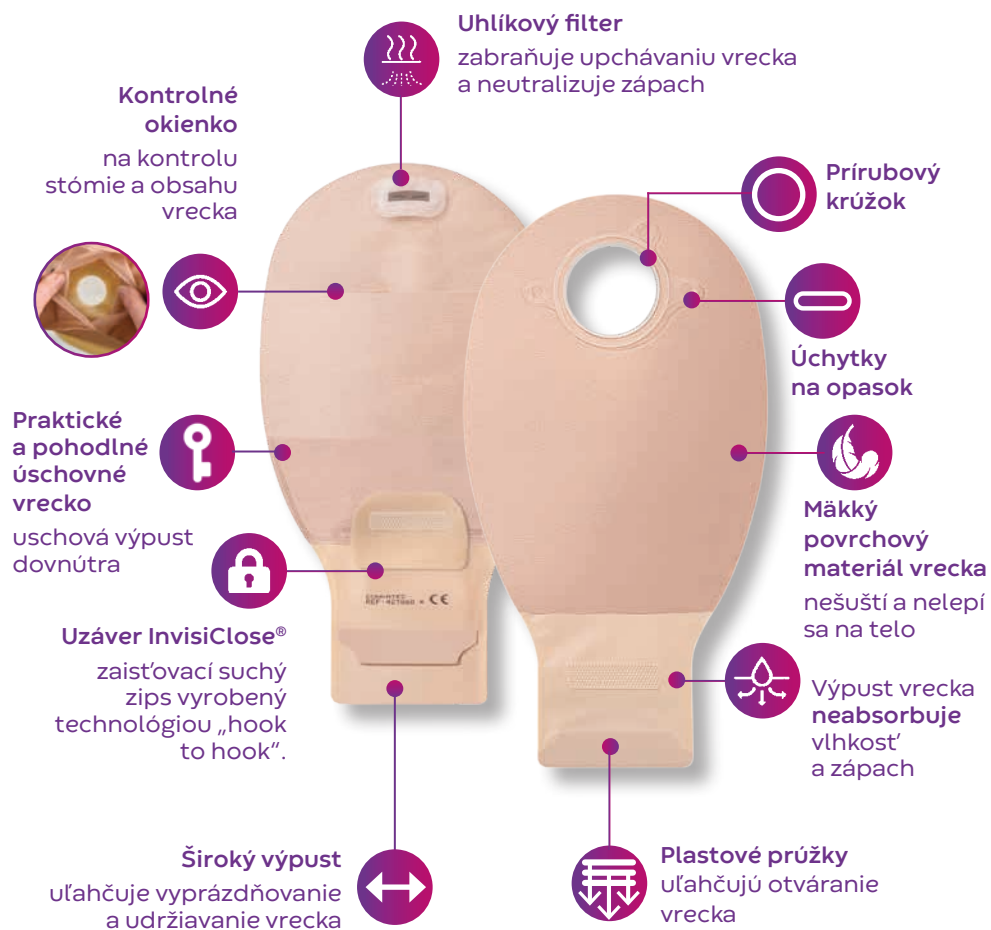 Uhlíkový filter
zabraňuje upchávaniu vrecka
a neutralizuje zápach
Kontrolné
okienko
na kontrolu
stómie a obsahu
vrecka
Prírubový
krúžok
Úchytky
na opasok
Praktické
a pohodlné
úschovné
vrecko
uschová výpust
dovnútra
Mäkký
povrchový
materiál vrecka
nešuští a nelepí
sa na telo
CE
Uzáver InvisiClose®
zaisťovací suchý
zips vyrobený
technológiou „hook
to hook“.
Výpust vrecka
neabsorbuje
vlhkosť
a zápach
Široký výpust
uľahčuje vyprázdňovanie
a udržiavanie vrecka
Plastové prúžky
uľahčujú otváranie
vrecka